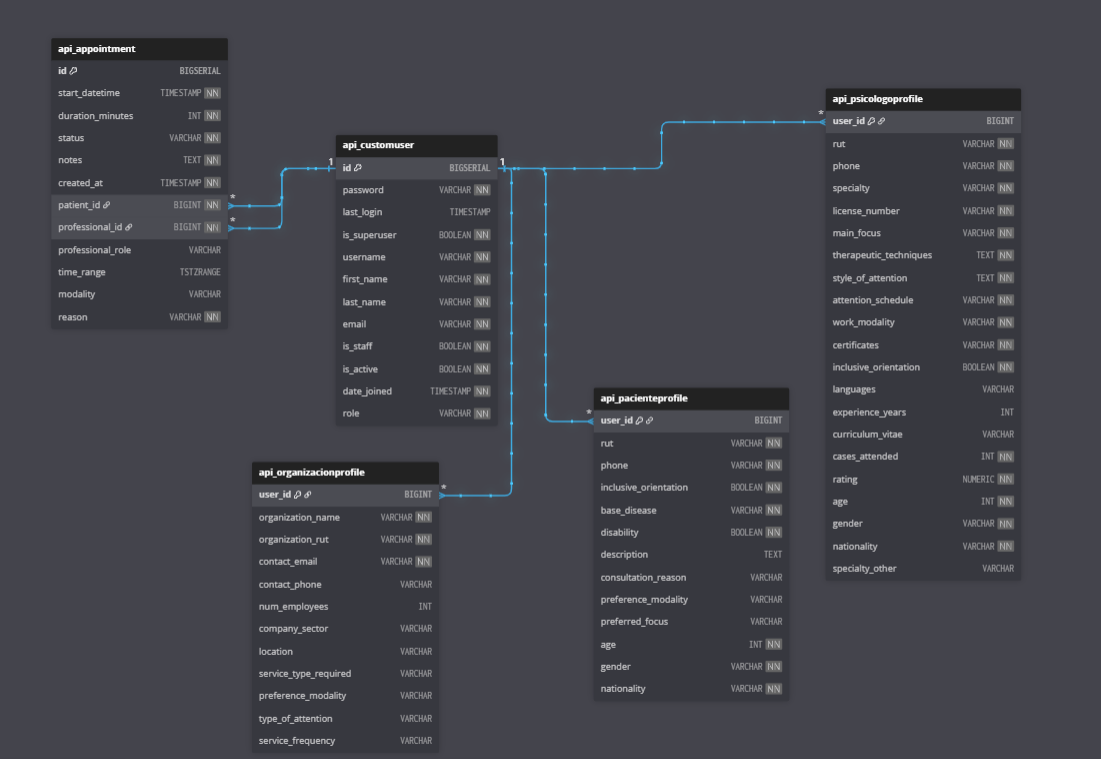 api_appointment
id BIGSERIAL
start_datetime TIMESTAMP NN
duration_minutes INT NN
status VARCHAR NN
notes TEXT NN
created_at TIMESTAMP NN
patient_id BIGINT NN
*
professional_id BIGINT NN
*
professional_role VARCHAR
time_range TSTZRANGE
modality VARCHAR
reason VARCHAR NN
api_customuser
1
id BIGSERIAL
1
password VARCHAR NN
last_login TIMESTAMP
is_superuser BOOLEAN NN
username VARCHAR NN
first_name VARCHAR NN
last_name VARCHAR NN
email VARCHAR NN
is_staff BOOLEAN NN
is_active BOOLEAN NN
date_joined TIMESTAMP NN
role VARCHAR NN
api_psicologoprofile
*
user_id BIGINT
rut VARCHAR NN
phone VARCHAR NN
specialty VARCHAR NN
license_number VARCHAR NN
main_focus VARCHAR NN
therapeutic_techniques TEXT NN
style_of_attention TEXT NN
attention_schedule VARCHAR NN
work_modality VARCHAR NN
certificates VARCHAR NN
inclusive_orientation BOOLEAN NN
languages VARCHAR
experience_years INT
curriculum_vitae VARCHAR
cases_attended INT NN
rating NUMERIC NN
age INT NN
gender VARCHAR NN
nationality VARCHAR NN
specialty_other VARCHAR
api_pacienteprofile
*
user_id BIGINT
rut VARCHAR NN
phone VARCHAR NN
inclusive_orientation BOOLEAN NN
base_disease VARCHAR NN
disability BOOLEAN NN
description TEXT
consultation_reason VARCHAR
preference_modality VARCHAR
preferred_focus VARCHAR
age INT NN
gender VARCHAR NN
nationality VARCHAR NN
api_organizacionprofile
user_id BIGINT
*
organization_name VARCHAR NN
organization_rut VARCHAR NN
contact_email VARCHAR NN
contact_phone VARCHAR
num_employees INT
company_sector VARCHAR
location VARCHAR
service_type_required VARCHAR
preference_modality VARCHAR
type_of_attention VARCHAR
service_frequency VARCHAR